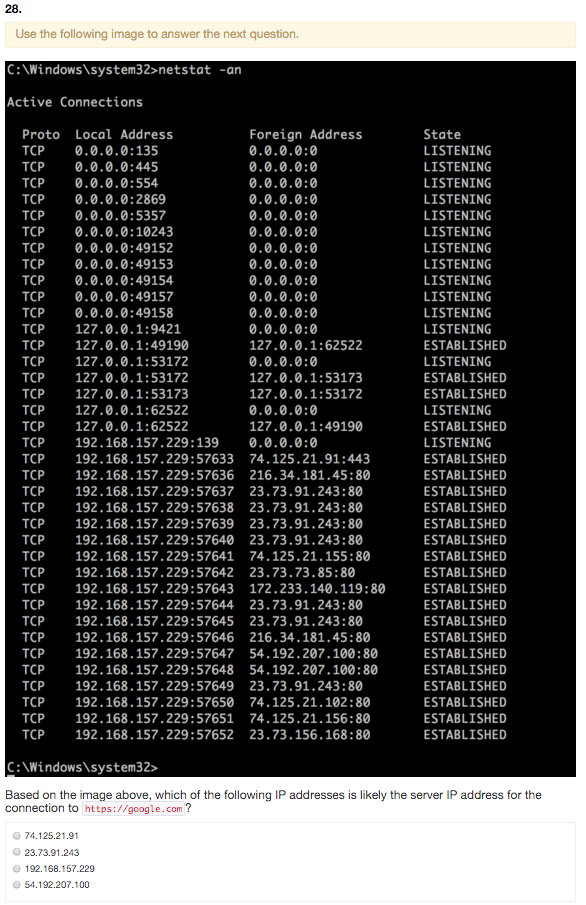 28.
Use the following image to answer the next question.
C:\Windows\system32>netstat -an
Active Connections
Proto Local Address Foreign Address State
TCP 0.0.0.0:135 0.0.0.0:0 LISTENING
TCP 0.0.0.0:445 0.0.0.0:0 LISTENING
TCP 0.0.0.0:554 0.0.0.0:0 LISTENING
TCP 0.0.0.0:2869 0.0.0.0:0 LISTENING
TCP 0.0.0.0:5357 0.0.0.0:0 LISTENING
TCP 0.0.0.0:10243 0.0.0.0:0 LISTENING
TCP 0.0.0.0:49152 0.0.0.0:0 LISTENING
TCP 0.0.0.0:49153 0.0.0.0:0 LISTENING
TCP 0.0.0.0:49154 0.0.0.0:0 LISTENING
TCP 0.0.0.0:49157 0.0.0.0:0 LISTENING
TCP 0.0.0.0:49158 0.0.0.0:0 LISTENING
TCP 127.0.0.1:9421 0.0.0.0:0 LISTENING
TCP 127.0.0.1:49190 127.0.0.1:62522 ESTABLISHED
TCP 127.0.0.1:53172 0.0.0.0:0 LISTENING
TCP 127.0.0.1:53172 127.0.0.1:53173 ESTABLISHED
TCP 127.0.0.1:53173 127.0.0.1:53172 ESTABLISHED
TCP 127.0.0.1:62522 0.0.0.0:0 LISTENING
TCP 127.0.0.1:62522 127.0.0.1:49190 ESTABLISHED
TCP 192.168.157.229:139 0.0.0.0:0 LISTENING
TCP 192.168.157.229:57633 74.125.21.91:443 ESTABLISHED
TCP 192.168.157.229:57636 216.34.181.45:80 ESTABLISHED
TCP 192.168.157.229:57637 23.73.91.243:80 ESTABLISHED
TCP 192.168.157.229:57638 23.73.91.243:80 ESTABLISHED
TCP 192.168.157.229:57639 23.73.91.243:80 ESTABLISHED
TCP 192.168.157.229:57640 23.73.91.243:80 ESTABLISHED
TCP 192.168.157.229:57641 74.125.21.155:80 ESTABLISHED
TCP 192.168.157.229:57642 23.73.73.85:80 ESTABLISHED
TCP 192.168.157.229:57643 172.233.140.119:80 ESTABLISHED
TCP 192.168.157.229:57644 23.73.91.243:80 ESTABLISHED
TCP 192.168.157.229:57645 23.73.91.243:80 ESTABLISHED
TCP 192.168.157.229:57646 216.34.181.45:80 ESTABLISHED
TCP 192.168.157.229:57647 54.192.207.100:80 ESTABLISHED
TCP 192.168.157.229:57648 54.192.207.100:80 ESTABLISHED
TCP 192.168.157.229:57649 23.73.91.243:80 ESTABLISHED
TCP 192.168.157.229:57650 74.125.21.102:80 ESTABLISHED
TCP 192.168.157.229:57651 74.125.21.156:80 ESTABLISHED
TCP 192.168.157.229:57652 23.73.156.168:80 ESTABLISHED
C:\Windows\system32>
Based on the image above, which of the following IP addresses is likely the server IP address for the
connection to https://google.com ?
74.125.21.91
23.73.91.243
192.168.157.229
54.192.207.100